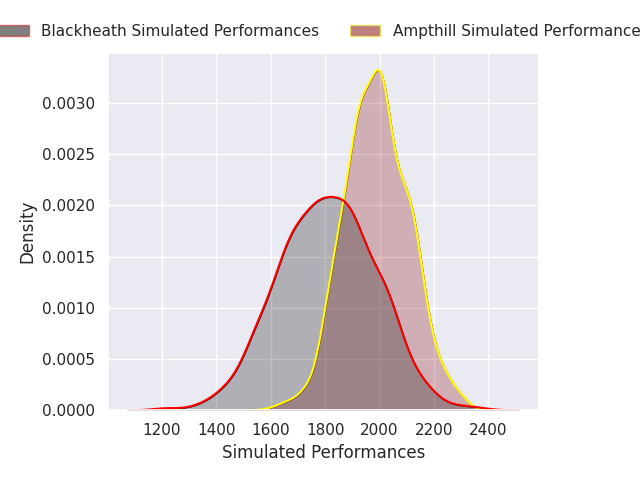 Blackheath Simulated Performances
Ampthill Simulated Performance
Density
0.0030
0.0025
0.0020
0.0015
0.0010
0.0005
0.0000
1200 1400 1600 1800 2000 2200 2400
Simulated Performances